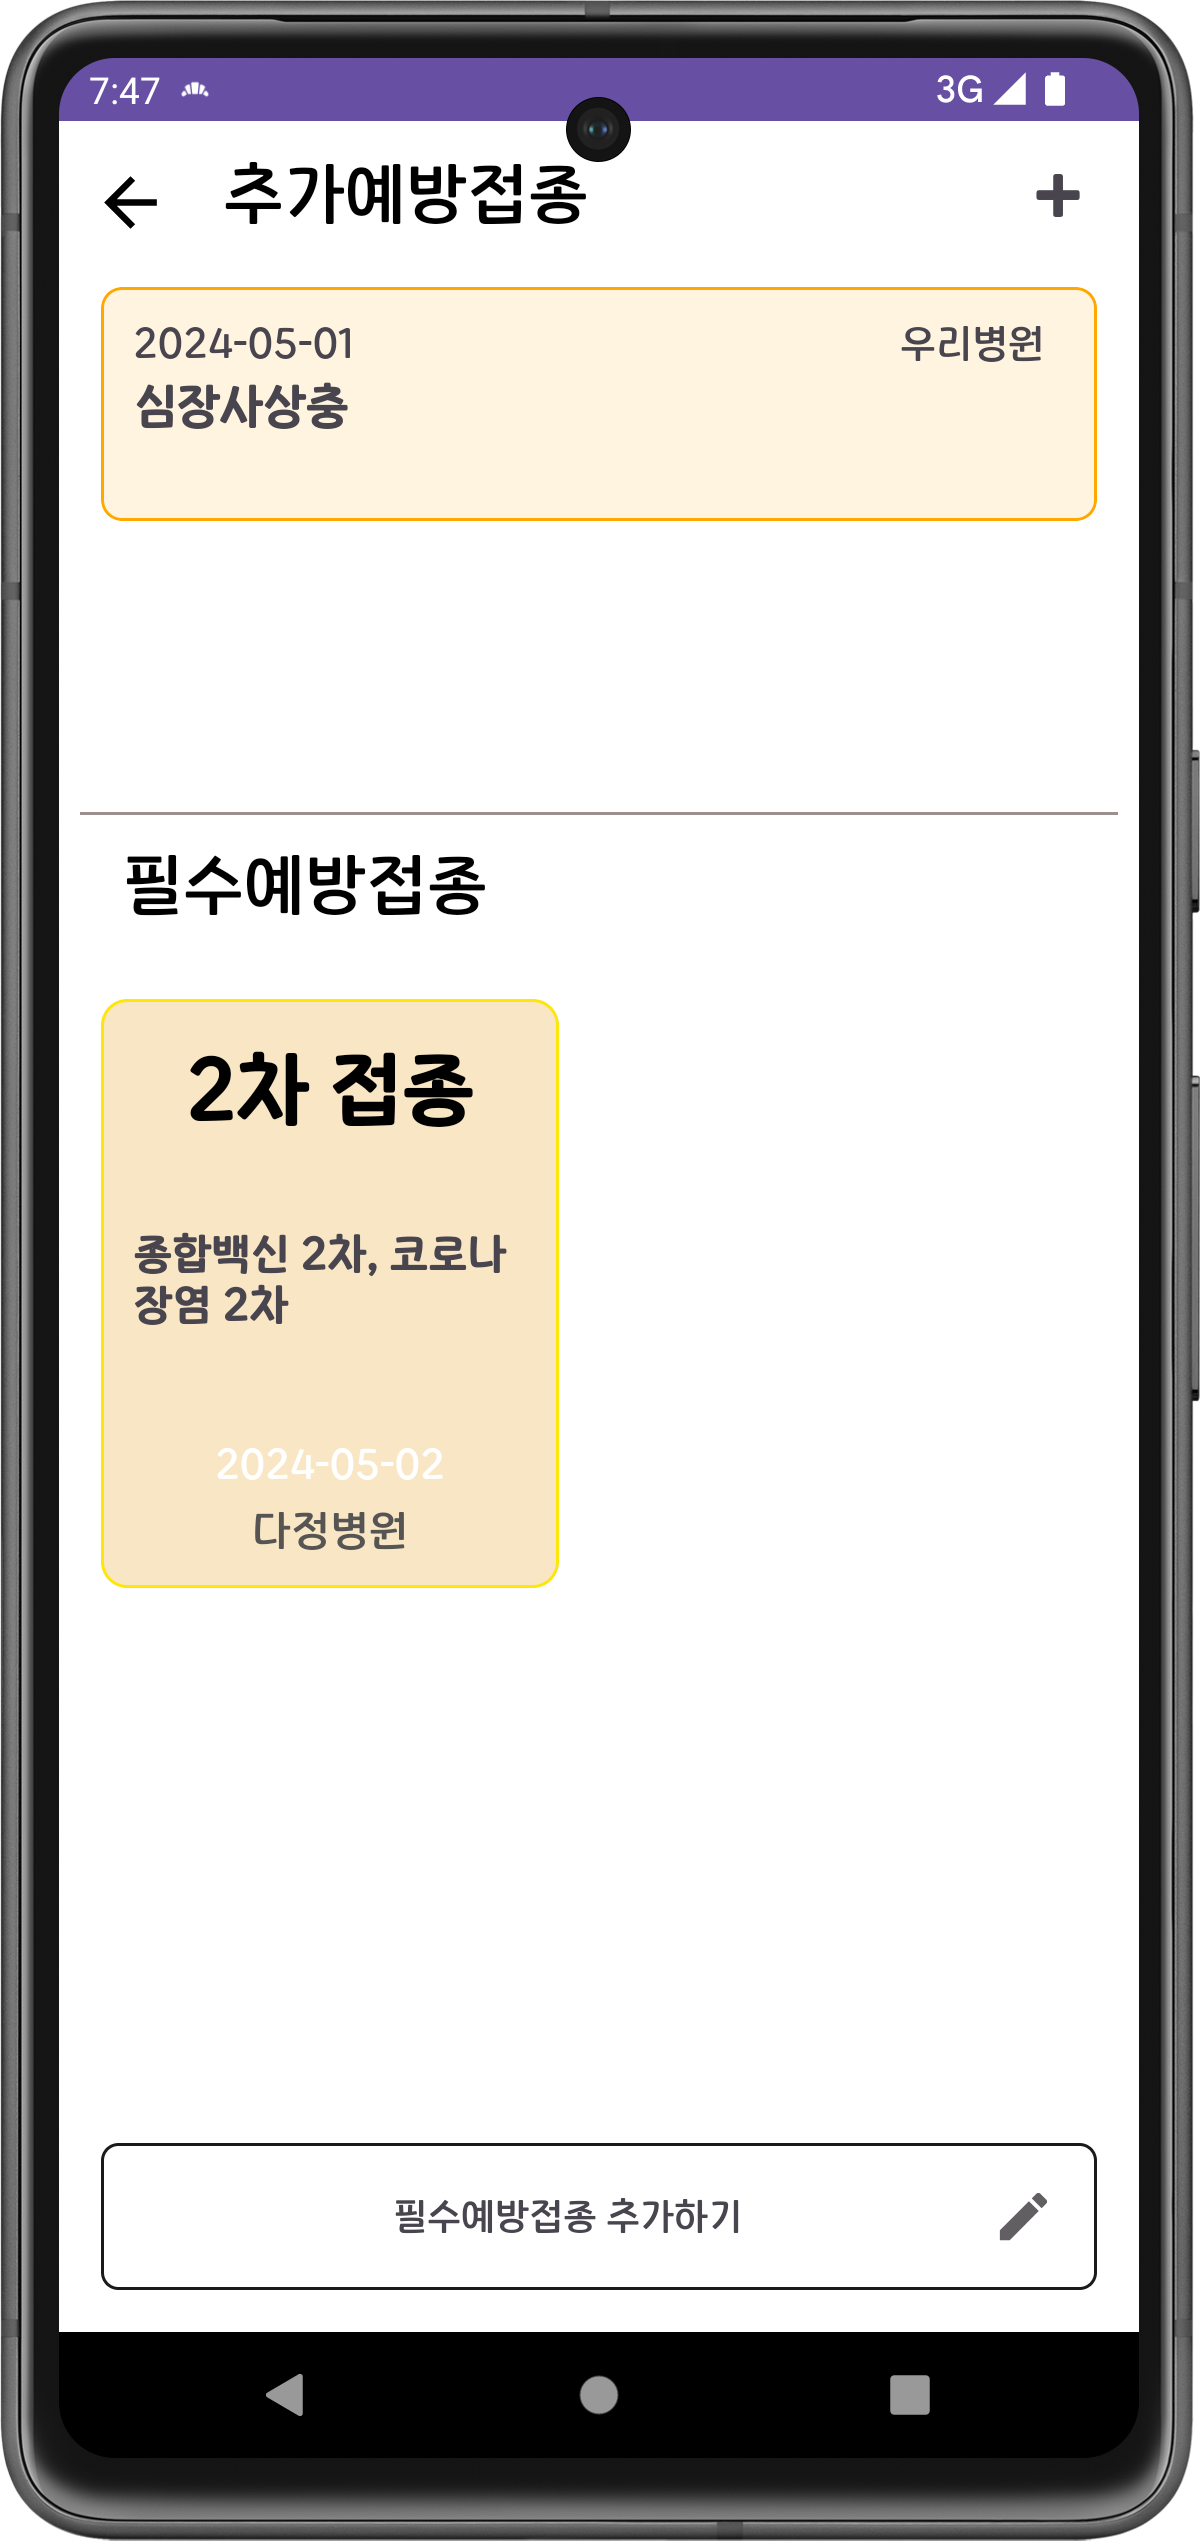 7:47 3G
추가예방접종
2024-05-01 우리병원
심장사상충
필수예방접종
2차 접종
종합백신 2차, 코로나
장염 2차
2024-05-02
다정병원
필수예방접종 추가하기